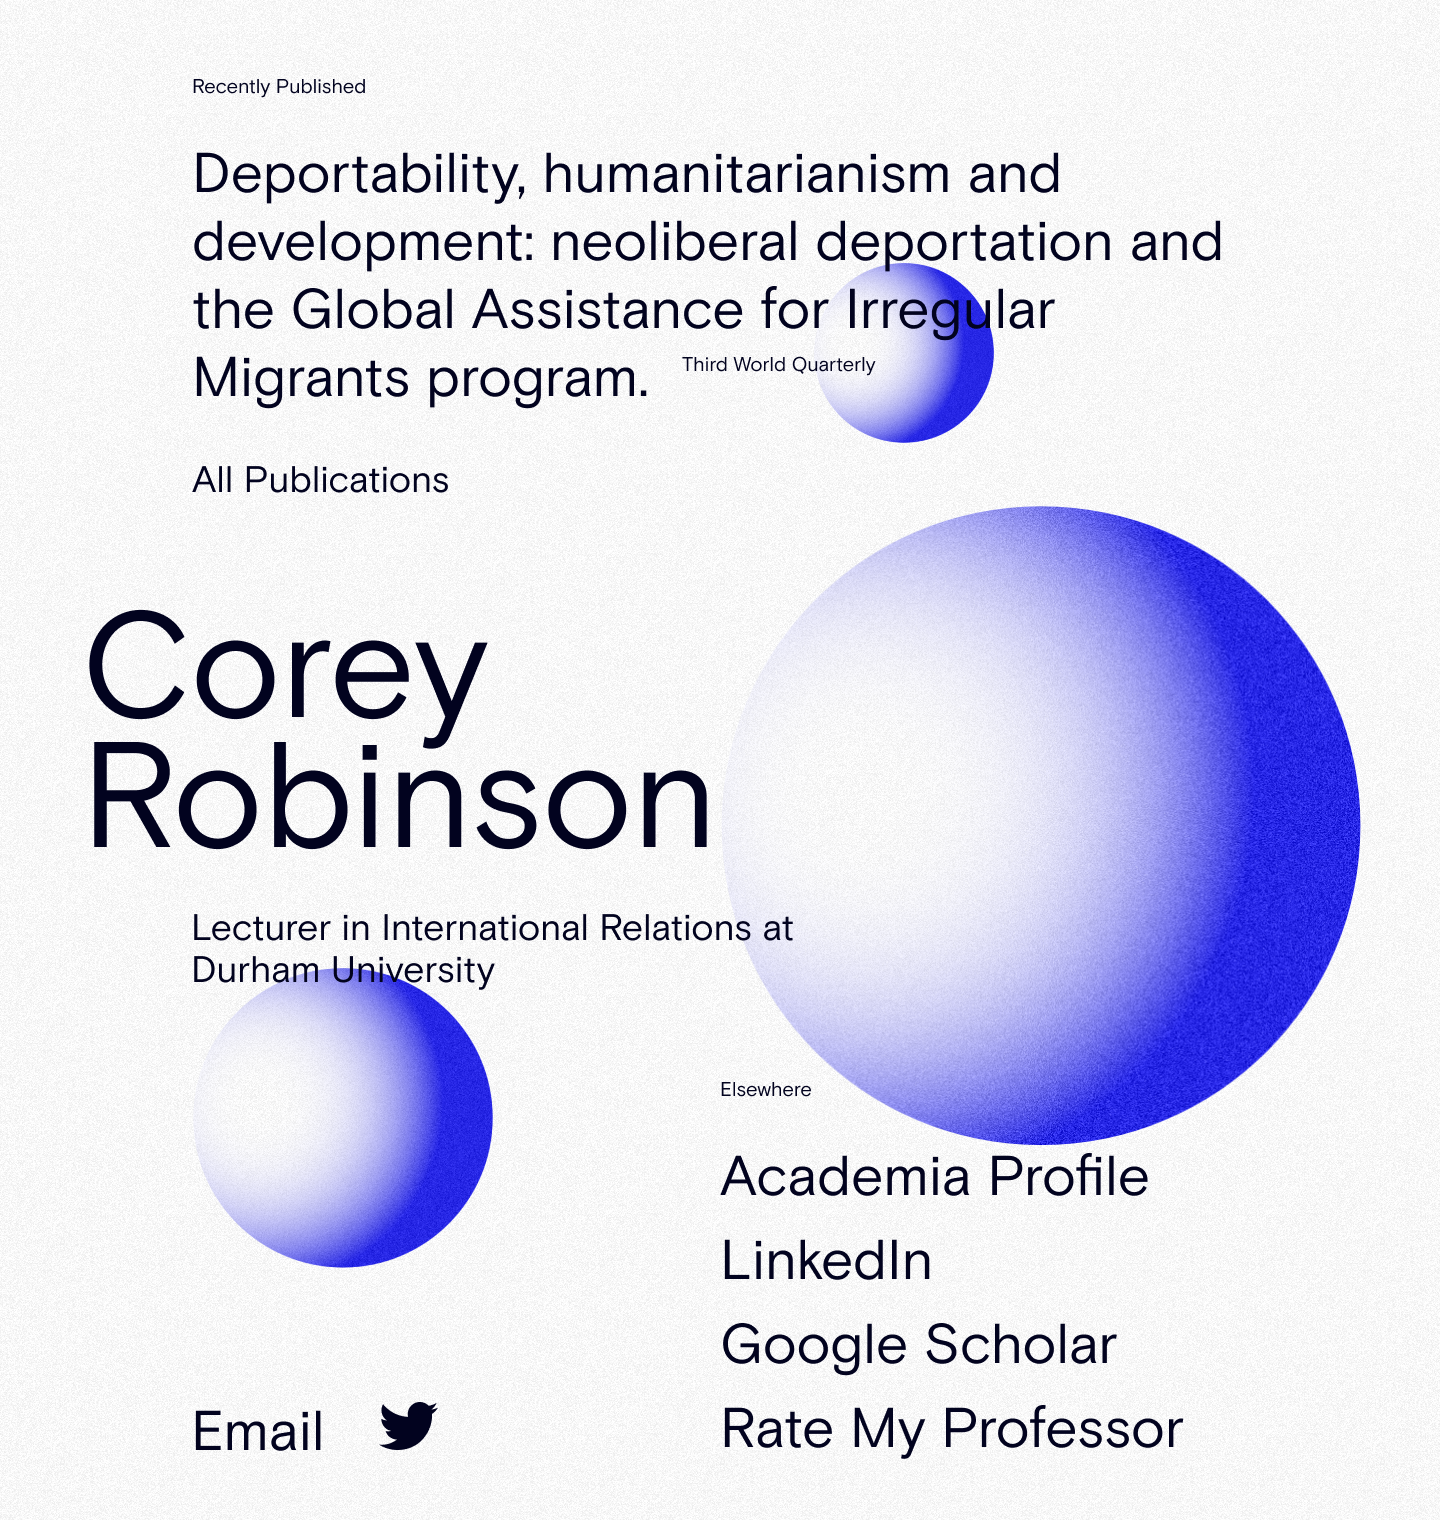 Recently Published
Deportability, humanitarianism and
development: neoliberal deportation and
the Global Assistance for Irregular
Migrants program.
Third World Quarterly
All Publications
Corey
Robinson
Lecturer in International Relations at
Durham University
Elsewhere
Academia Profile
LinkedIn
Google Scholar
Rate My Professor
Email